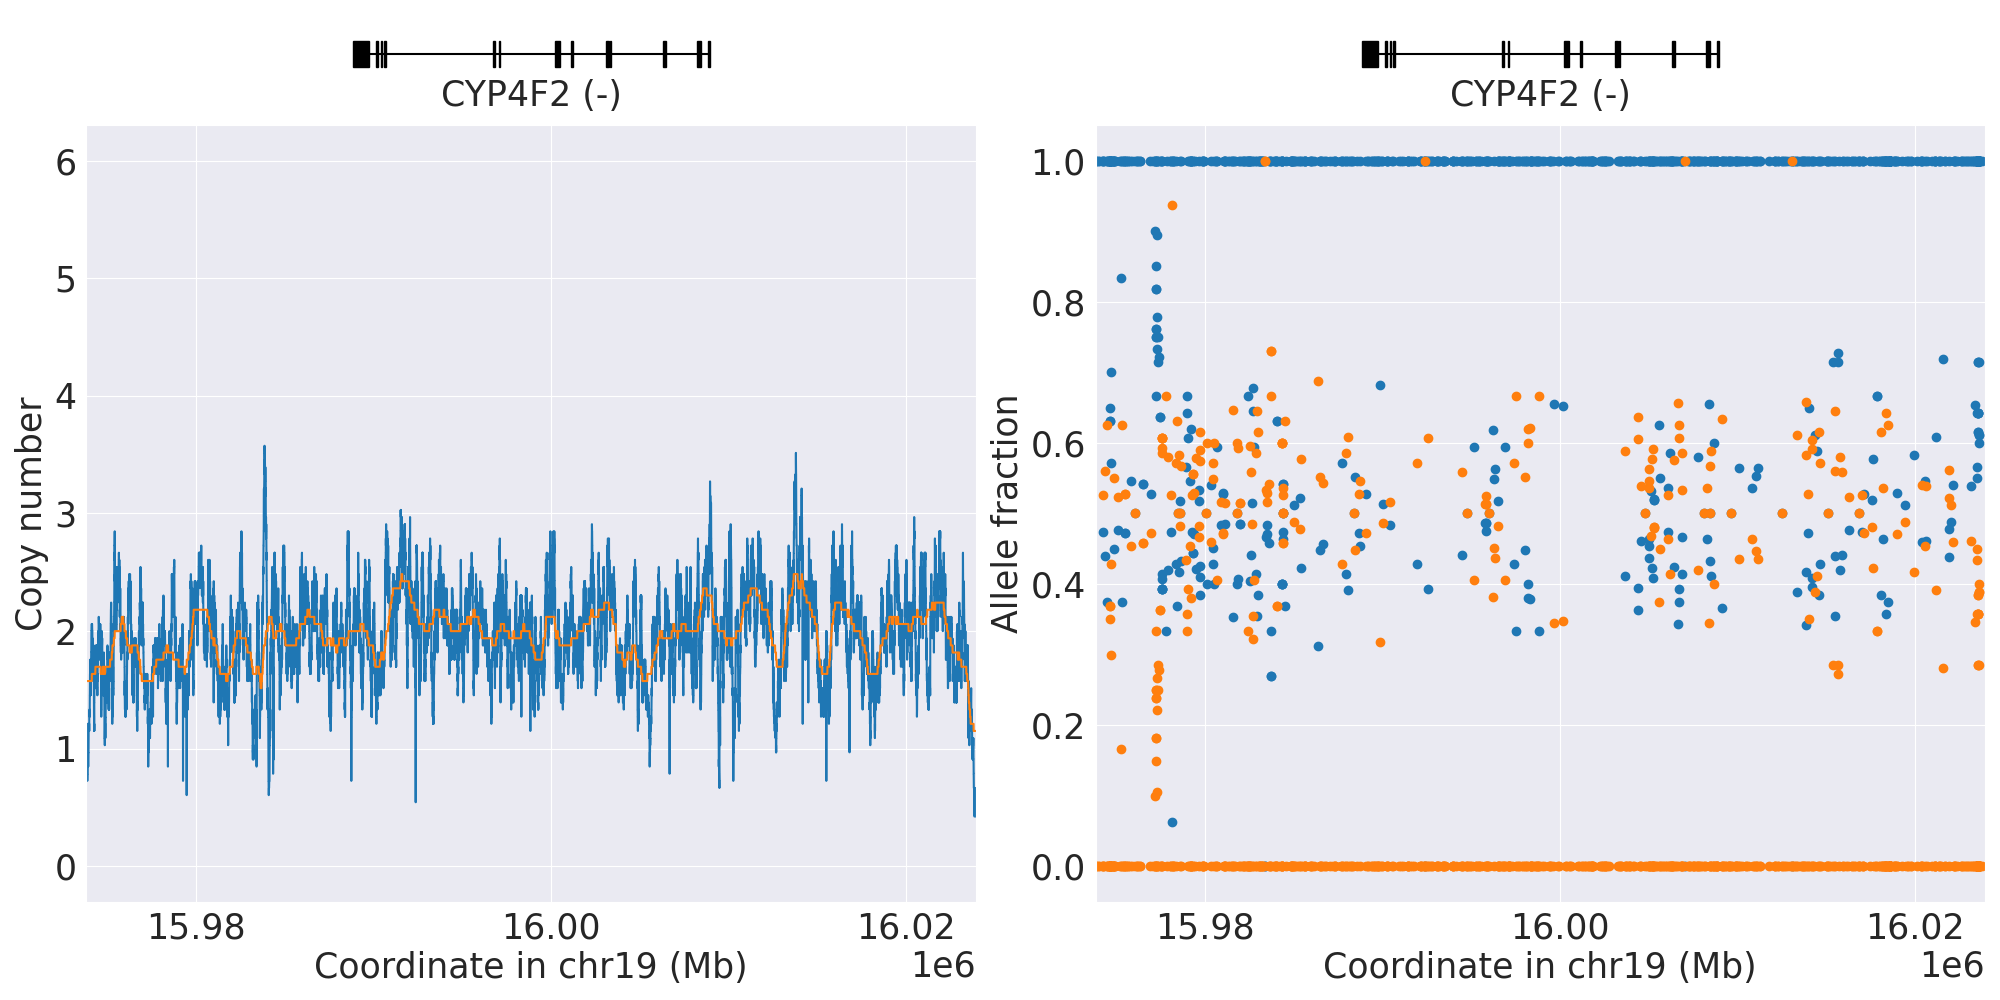 CYP4F2 (-)
Copy number
6
5
4
3
2
1
0
15.98
16.00
16.02
Coordinate in chr19 (Mb)
1e6
CYP4F2 (-)
Allele fraction
1.0
0.8
0.6
0.4
0.2
0.0
15.98
16.00
16.02
Coordinate in chr19 (Mb)
1e6